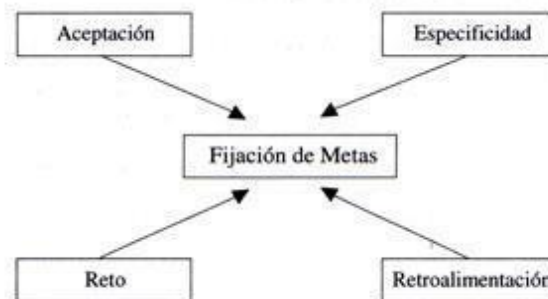 Aceptación
Especificidad
Fijación de Metas
Reto
Retroalimentación